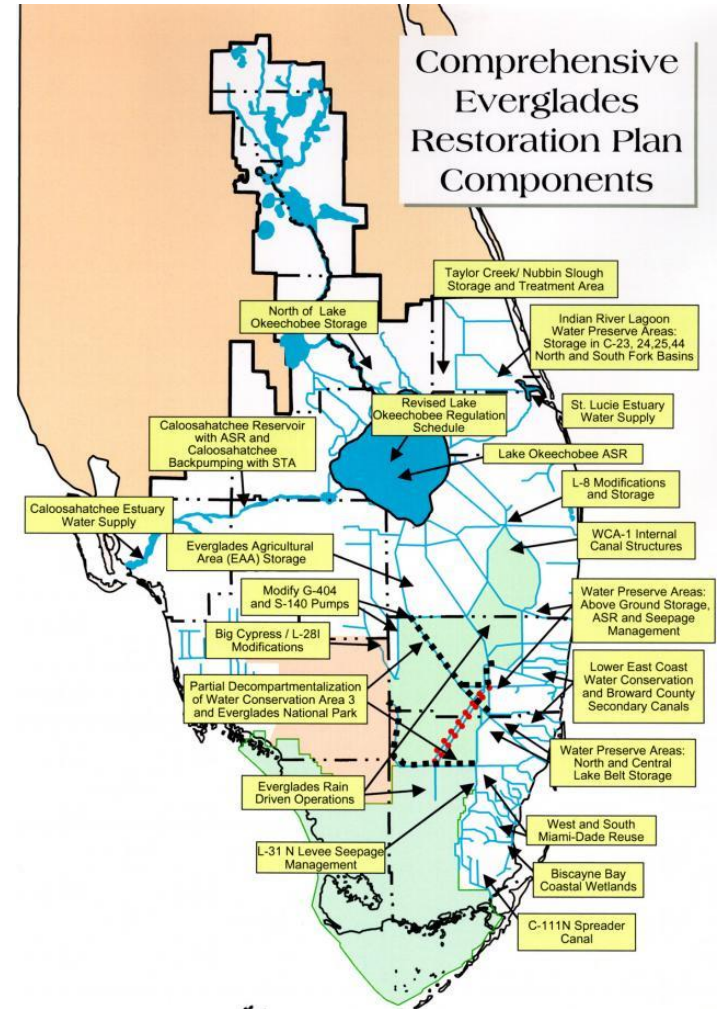 Comprehensive
Everglades
Restoration Plan
Components
Taylor Creek/ Nubbin Slough
Storage and Treatment Area
North of Lake
Okeechobee Storage
Indian River Lagoon
Water Preserve Areas:
Storage in C-23, 24,25,44
North and South Fork Basins
Revised Lake
Okeechobee Regulation
Schedule
St. Lucie Estuary
Water Supply
Caloosahatchee Reservoir
with ASR and
Caloosahatchee
Backpumping with STA
Lake Okeechobee ASR
L-8 Modifications
and Storage
Caloosahatchee Estuary
Water Supply
WCA-1 Internal
Canal Structures
Everglades Agricultural
Area (EAA) Storage
Modify G-404
and S-140 Pumps
Water Preserve Areas:
Above Ground Storage,
ASR and Seepage
Management
Big Cypress / L-28I
Modifications
Lower East Coast
Water Conservation
and Broward County
Secondary Canals
Partial Decompartmentalization
of Water Conservation Area 3
and Everglades National Park
Water Preserve Areas:
North and Central
Lake Belt Storage
Everglades Rain
Driven Operations
West and South
Miami-Dade Reuse
L-31 N Levee Seepage
Management
Biscayne Bay
Coastal Wetlands
C-111N Spreader
Canal